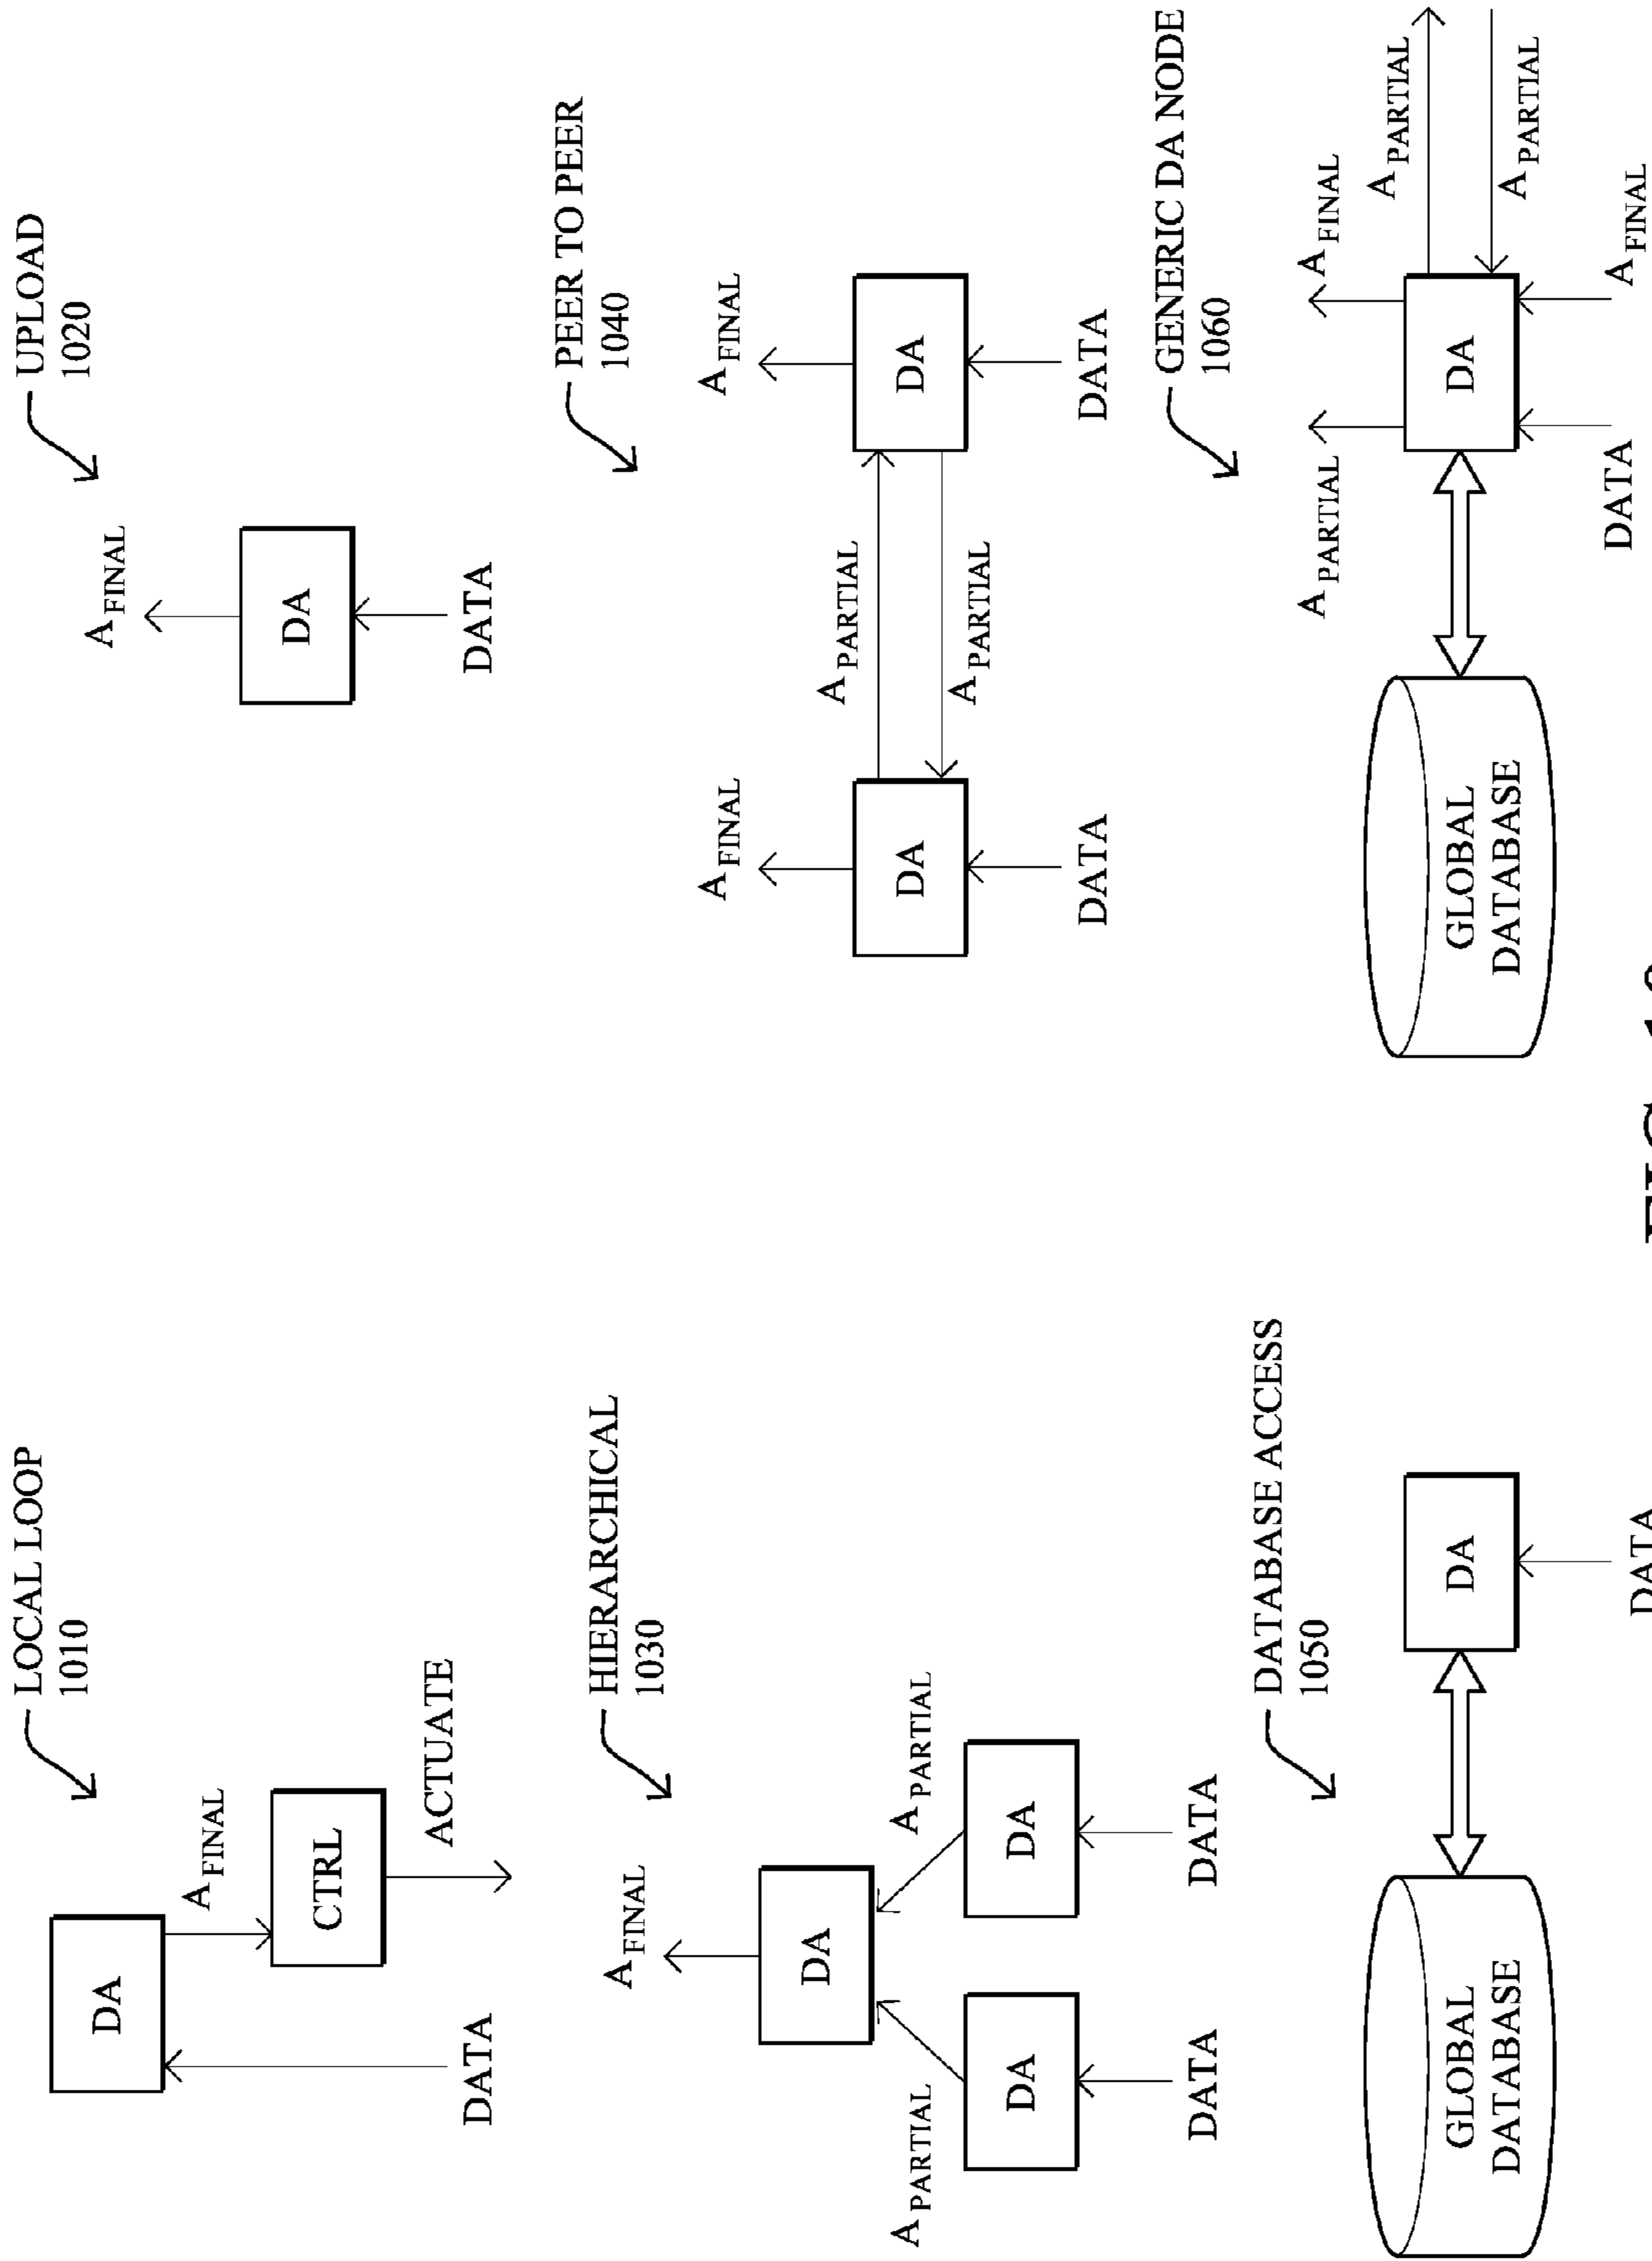 LOCAL LOOP
1010
DA
A FINAL
CTRL
DATA
ACTUATE
UPLOAD
1020
A FINAL
DA
DATA
HIERARCHICAL
1030
A FINAL
DA
A PARTIAL
A PARTIAL
DA
DA
DATA
DATA
PEER TO PEER
1040
A FINAL
A FINAL
A PARTIAL
DA
DA
A PARTIAL
DATA
DATA
DATABASE ACCESS
1050
GLOBAL
DATABASE
DA
DATA
GENERIC DA NODE
1060
A PARTIAL
A FINAL
A PARTIAL
GLOBAL
DATABASE
DA
A PARTIAL
DATA
A FINAL